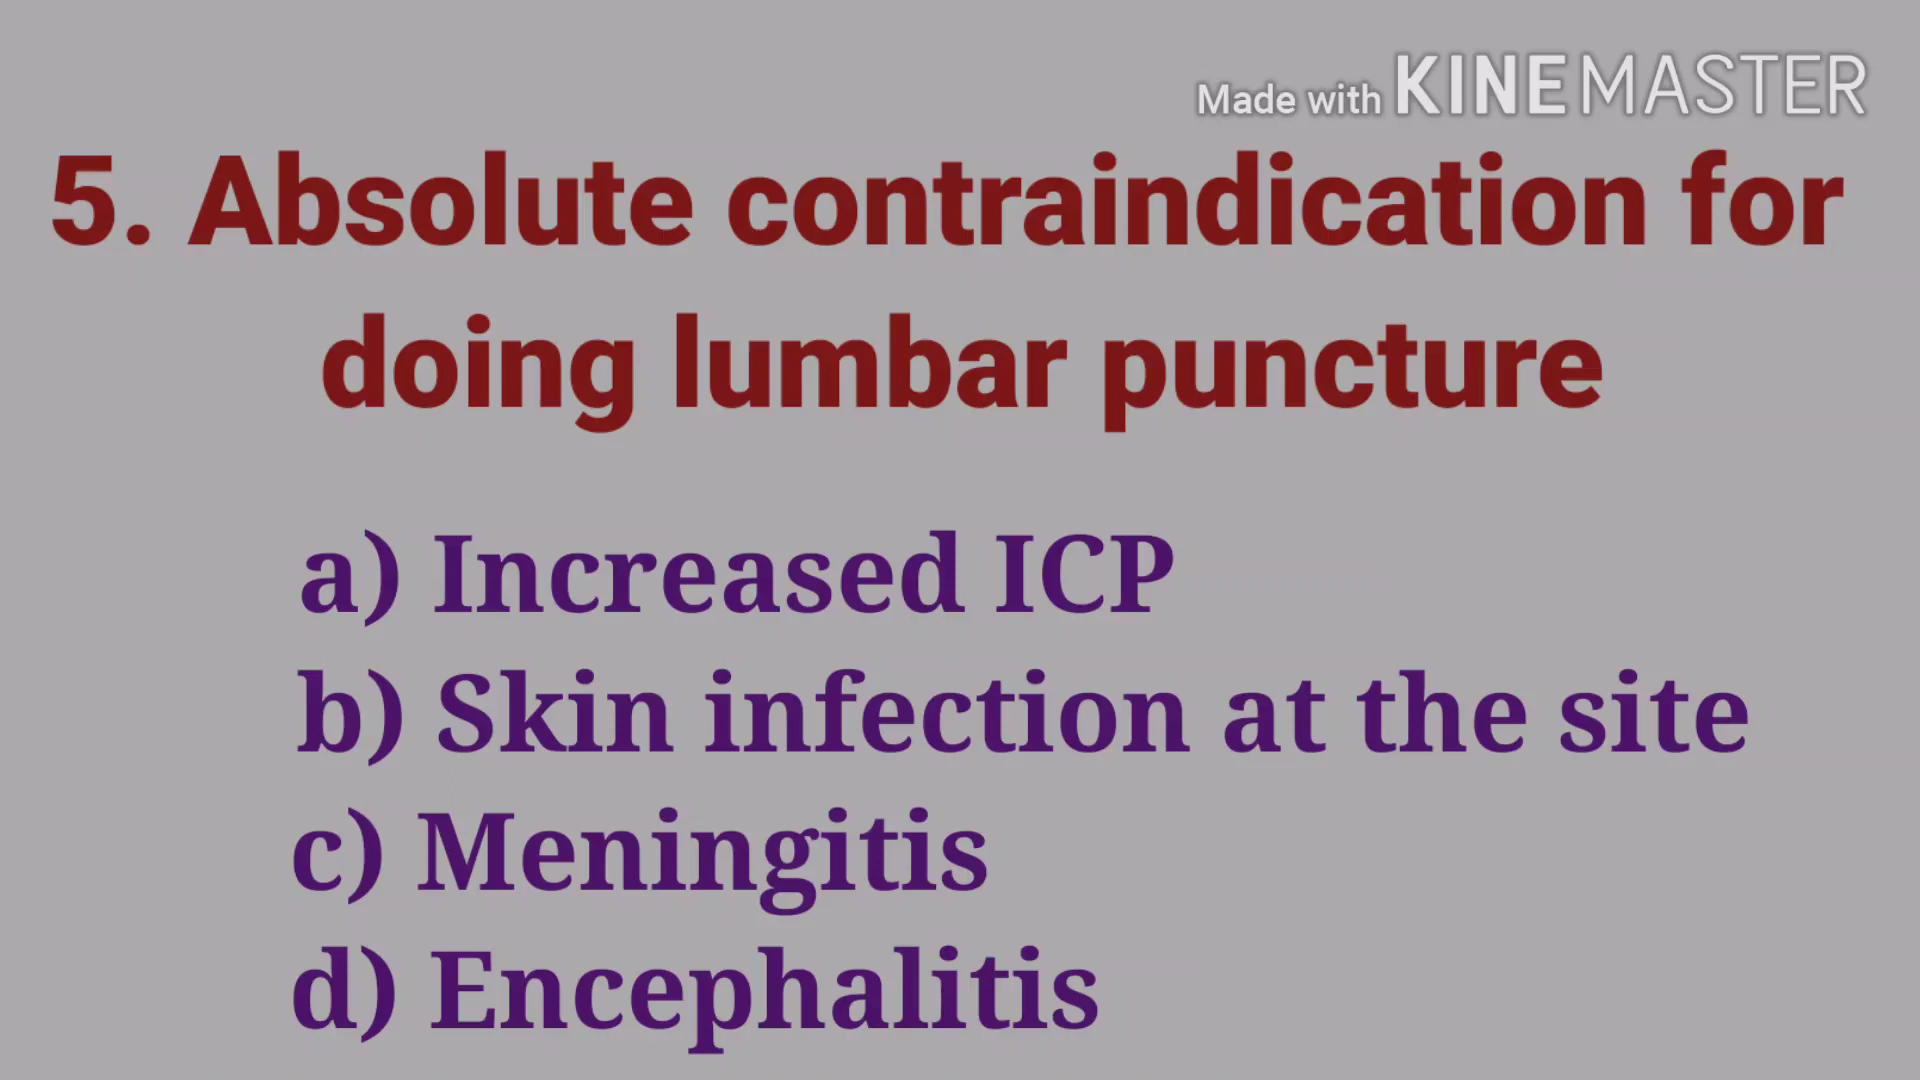 Made with KINEMASTER
5. Absolute contraindication for
doing lumbar puncture
a) Increased ICP
b) Skin infection at the site
c) Meningitis
d) Encephalitis